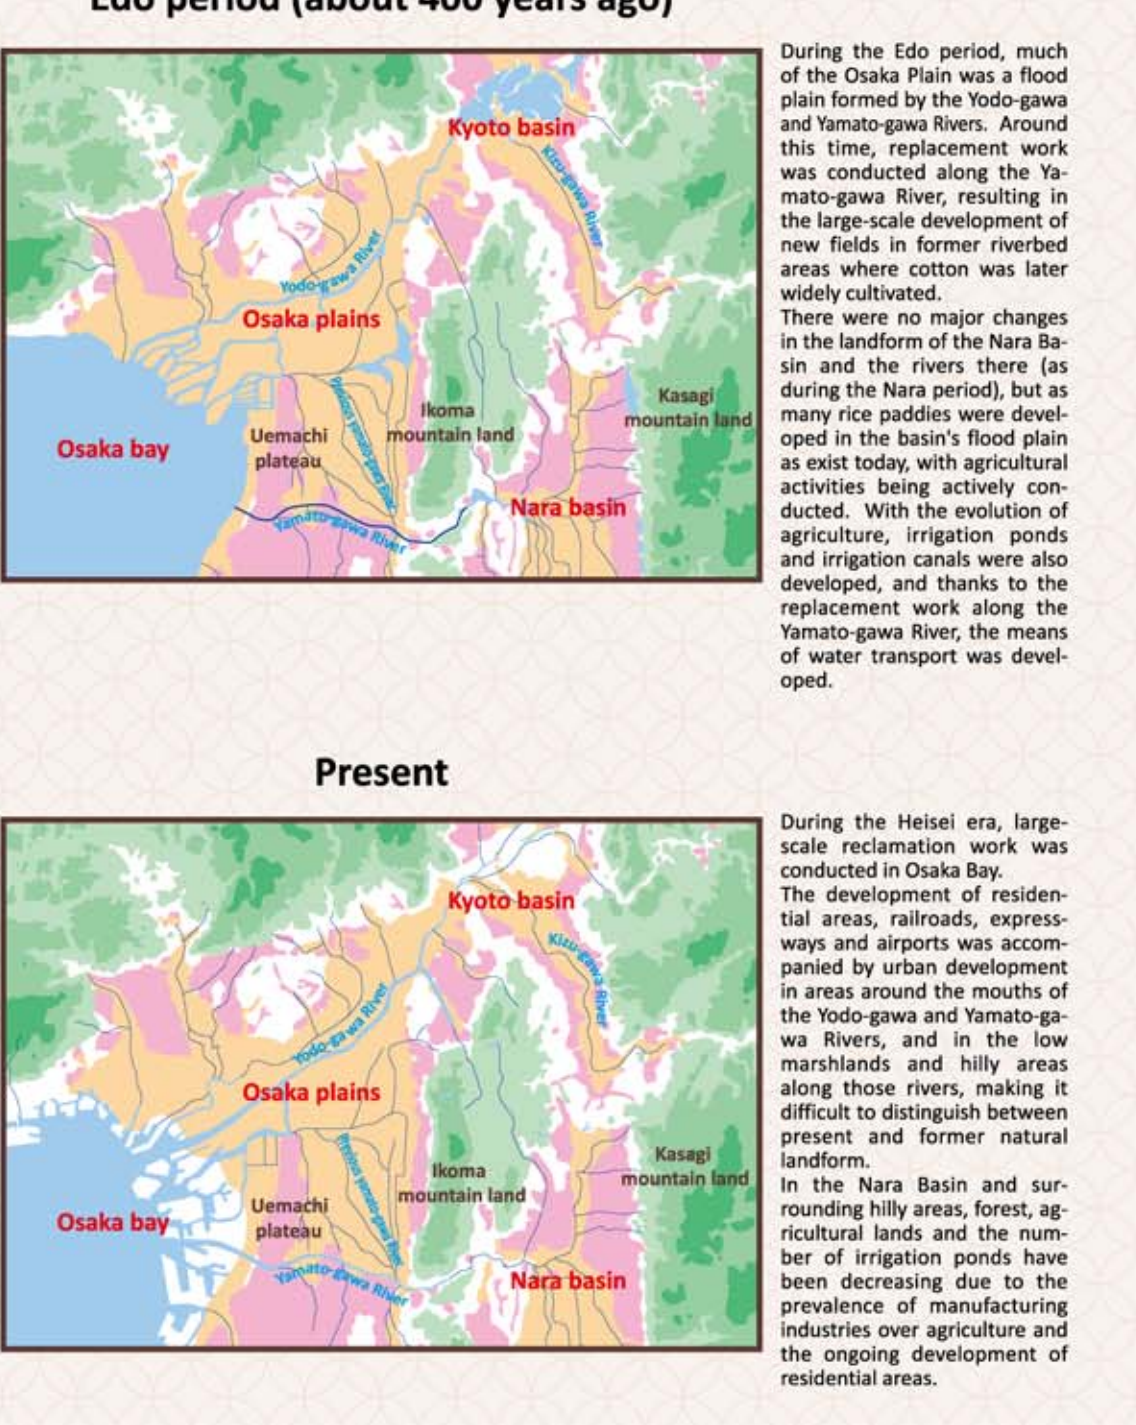 Edo period (about 400 years ago)
Kyoto basin
Kizu-gawa River
Yodo-gawa River
Osaka plains
Previous yamato-gawa River
Kasagi
mountain land
Ikoma
mountain land
Uemachi
plateau
Osaka bay
Nara basin
Yamato-gawa River
During the Edo period, much
of the Osaka Plain was a flood
plain formed by the Yodo-gawa
and Yamato-gawa Rivers. Around
this time, replacement work
was conducted along the Ya-
mato-gawa River, resulting in
the large-scale development of
new fields in former riverbed
areas where cotton was later
widely cultivated.
There were no major changes
in the landform of the Nara Ba-
sin and the rivers there (as
during the Nara period), but as
many rice paddies were devel-
oped in the basin's flood plain
as exist today, with agricultural
activities being actively con-
ducted. With the evolution of
agriculture, irrigation ponds
and irrigation canals were also
developed, and thanks to the
replacement work along the
Yamato-gawa River, the means
of water transport was devel-
oped.
Present
Kyoto basin
Kizu-gawa River
Yodo-ga wa River
Osaka plains
Previous yamato-gawa River
Kasagi
mountain land
Ikoma
mountain land
Uemachi
plateau
Osaka bay
Nara basin
Yamato-gawa River
During the Heisei era, large-
scale reclamation work was
conducted in Osaka Bay.
The development of residen-
tial areas, railroads, express-
ways and airports was accom-
panied by urban development
in areas around the mouths of
the Yodo-gawa and Yamato-ga-
wa Rivers, and in the low
marshlands and hilly areas
along those rivers, making it
difficult to distinguish between
present and former natural
landform.
In the Nara Basin and sur-
rounding hilly areas, forest, ag-
ricultural lands and the num-
ber of irrigation ponds have
been decreasing due to the
prevalence of manufacturing
industries over agriculture and
the ongoing development of
residential areas.